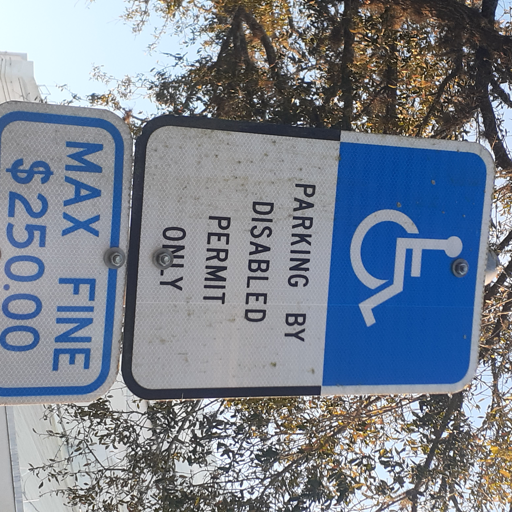 PARKING BY
DISABLED
PERMIT
ONLY
MAX FINE
$250.00